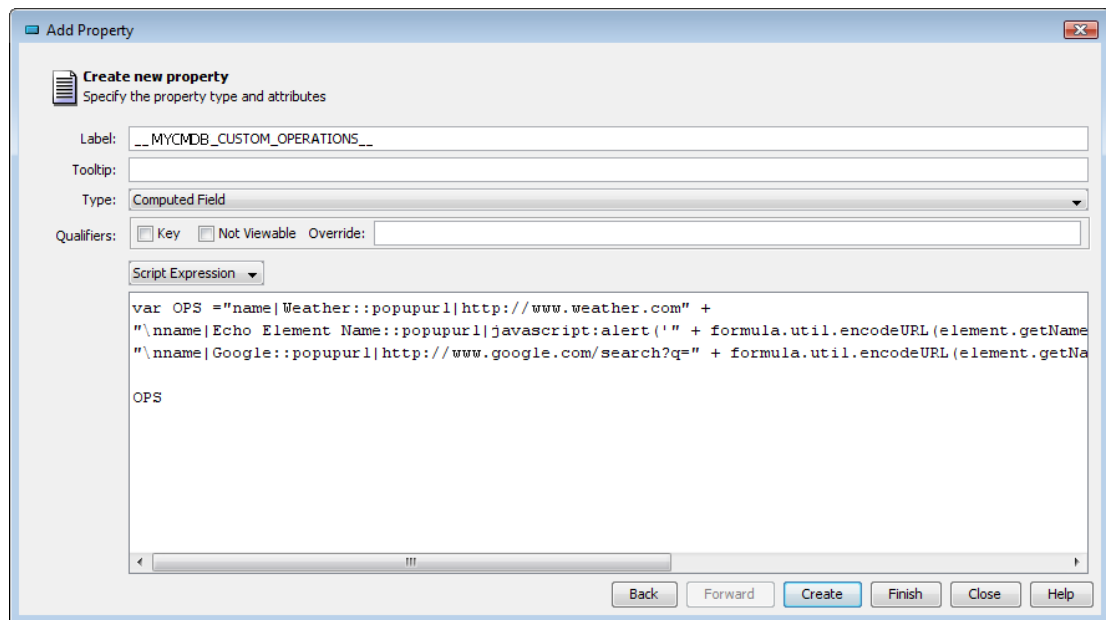 Add Property
Create new property
Specify the property type and attributes
Label: __MYCMDB_CUSTOM_OPERATIONS__
Tooltip:
Type: Computed Field
Qualifiers: Key Not Viewable Override:
Script Expression
var OPS ="name|Weather::popupurl|http://www.weather.com" +
"\nname|Echo Element Name::popupurl|javascript:alert('" + formula.util.encodeURL(element.getName
"\nname|Google::popupurl|http://www.google.com/search?q=" + formula.util.encodeURL(element.getNa
OPS
Back Forward Create Finish Close Help